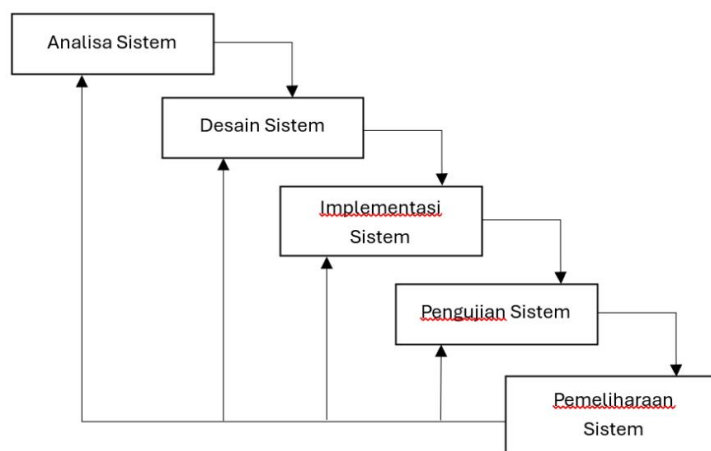 Analisa Sistem
Desain Sistem
Implementasi
Sistem
Pengujian Sistem
Pemeliharaan
Sistem